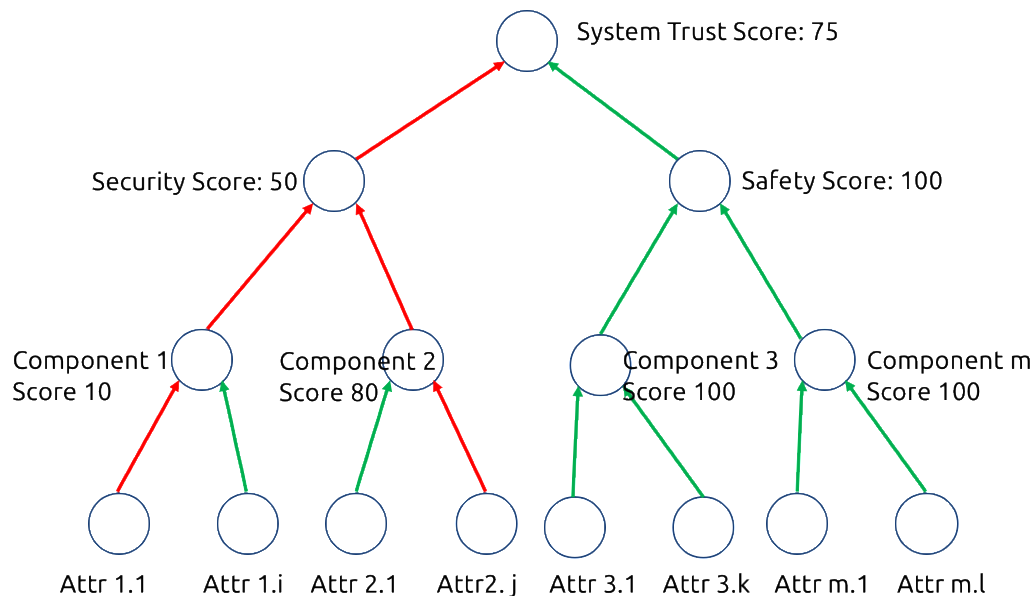 System Trust Score: 75
Security Score: 50
Safety Score: 100
Component 1
Score 10
Component 2
Score 80
Component 3
Score 100
Component m
Score 100
Attr 1.1
Attr 1.i
Attr 2.1
Attr2. j
Attr 3.1
Attr 3.k
Attr m.1
Attr m.l